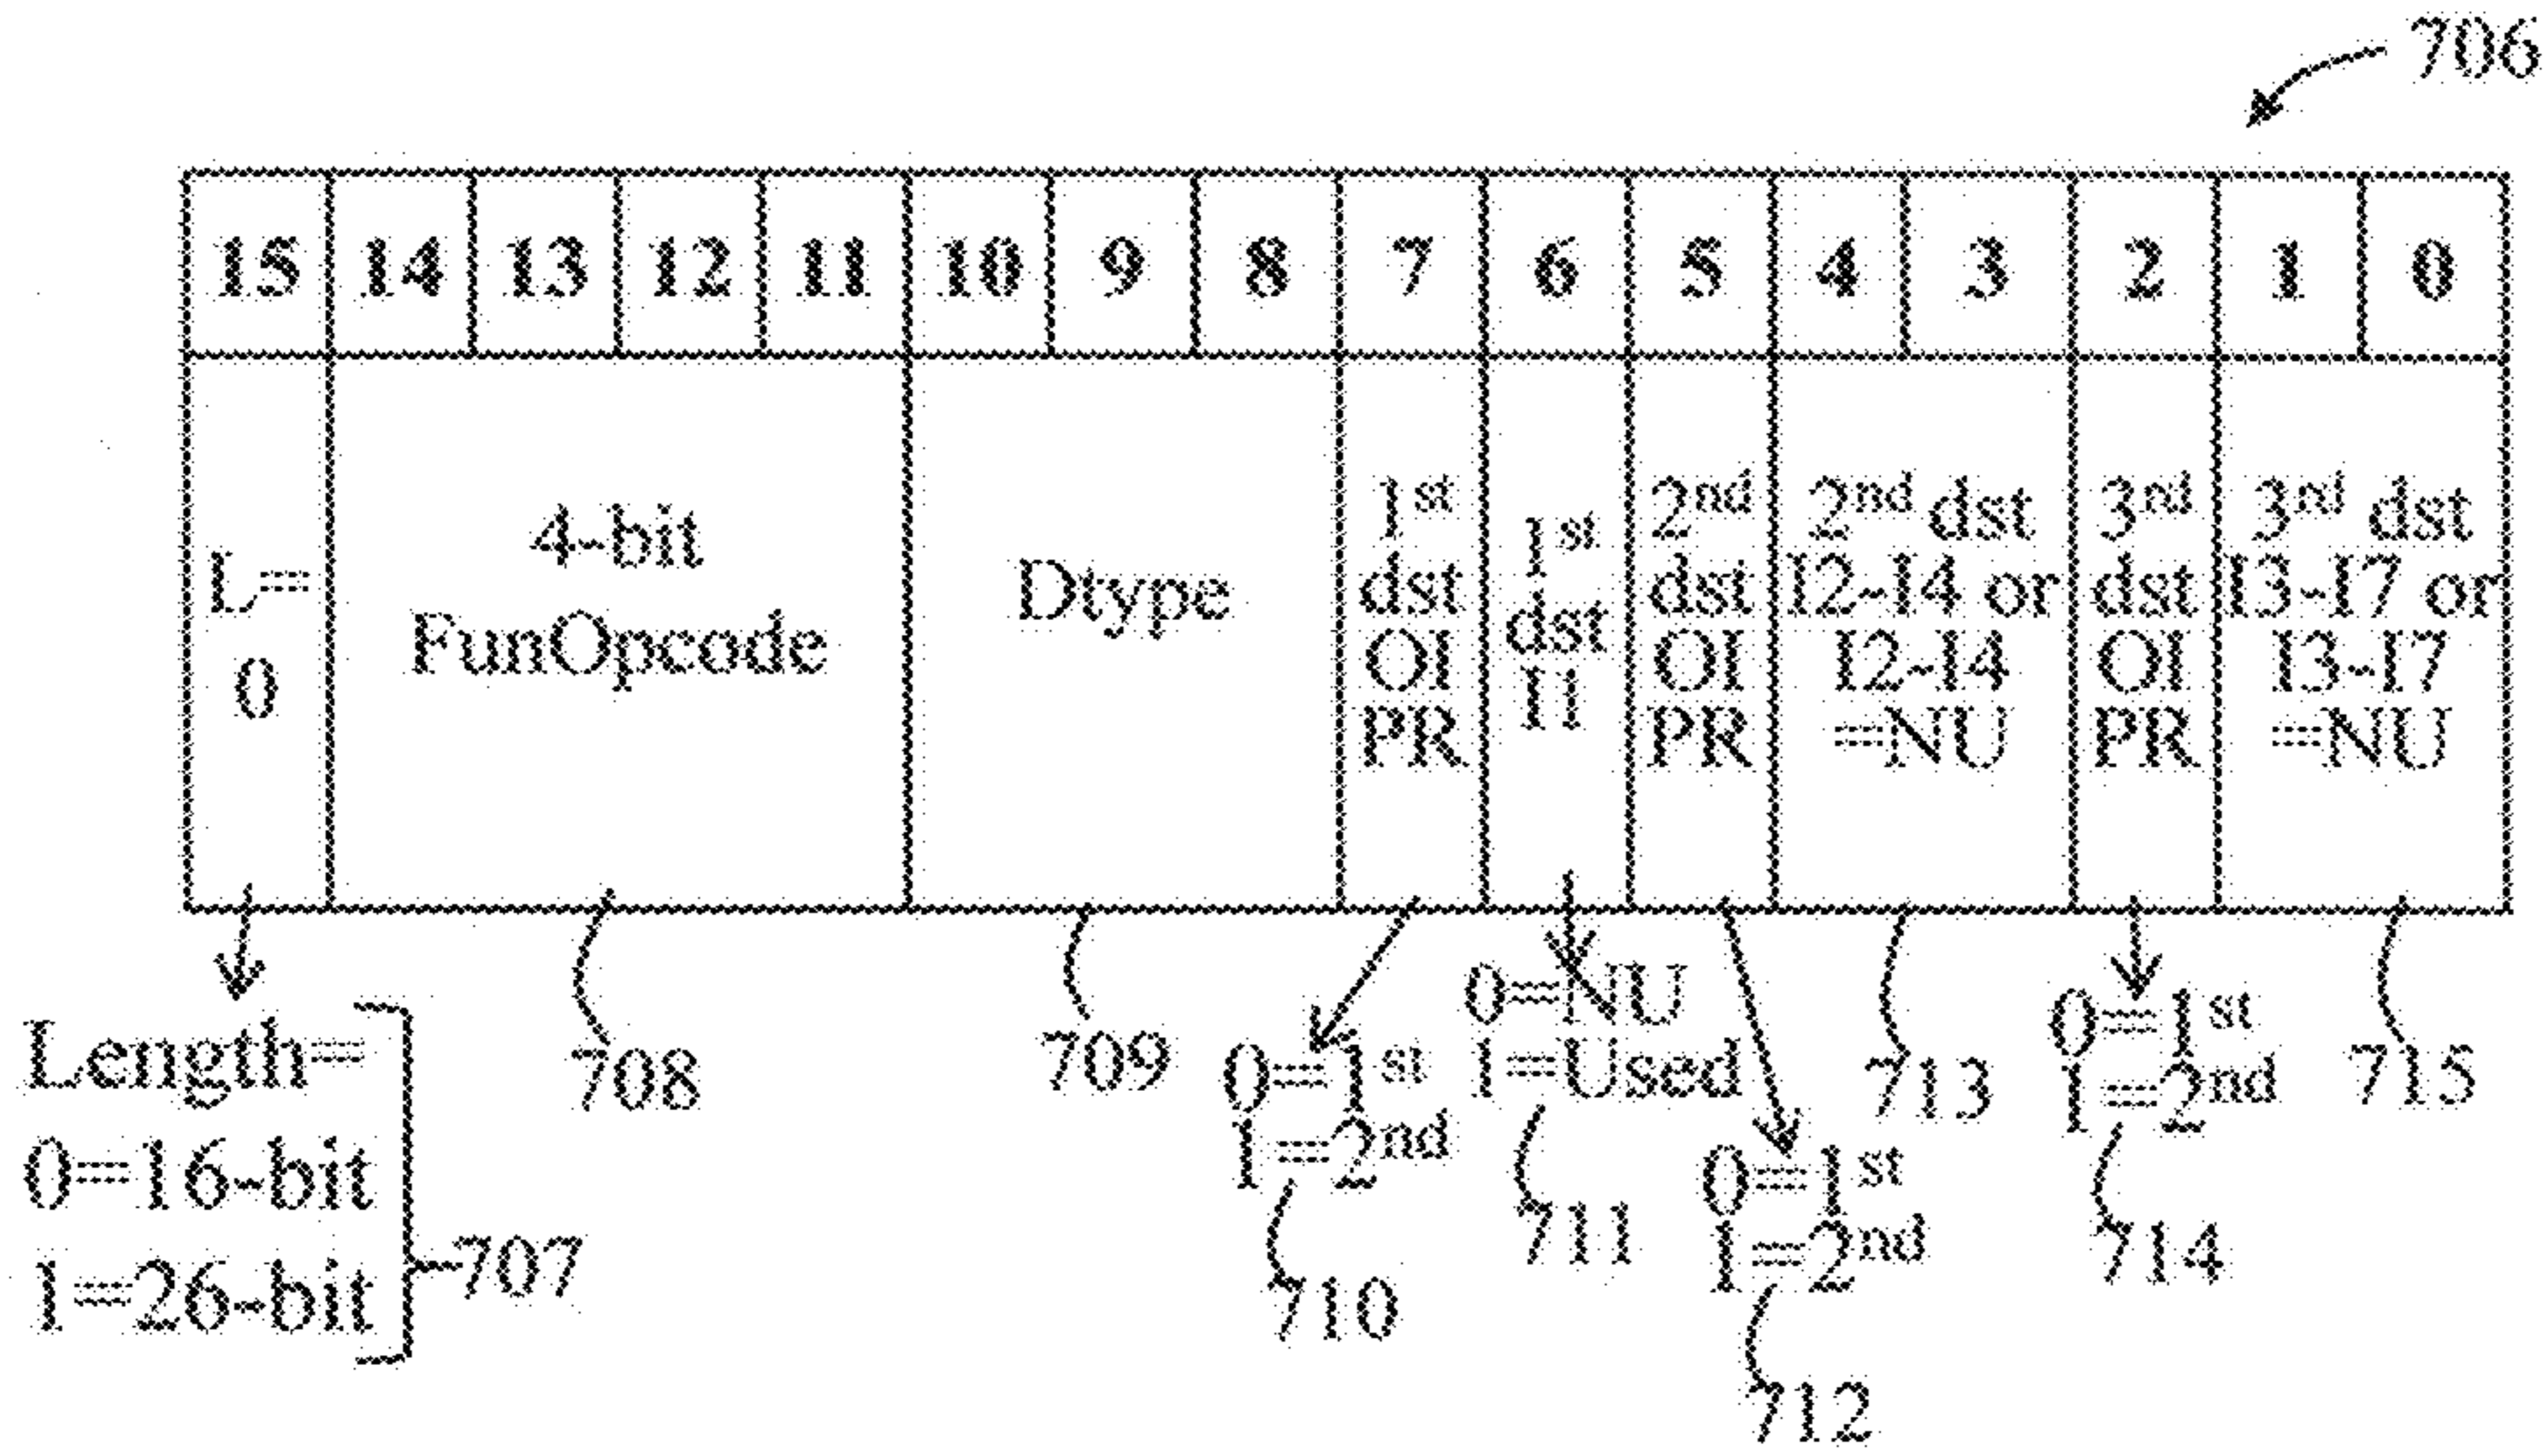 706
15 14 13 12 11 10 9 8 7 6 5 4 3 2 1 0
L=
0
4-bit
FunOpcode
Dtype
1st
dst
OI
PR
1st
dst
I1
2nd
dst
OI
PR
2nd dst
I2-I4 or
I2-I4
=NU
3rd
dst
OI
PR
3rd dst
I3-I7 or
I3-I7
=NU
Length=
0=16-bit
1=26-bit
707
708
709
0=1st
1=2nd
710
0=NU
1=Used
711
0=1st
1=2nd
712
713
0=1st
1=2nd
714
715